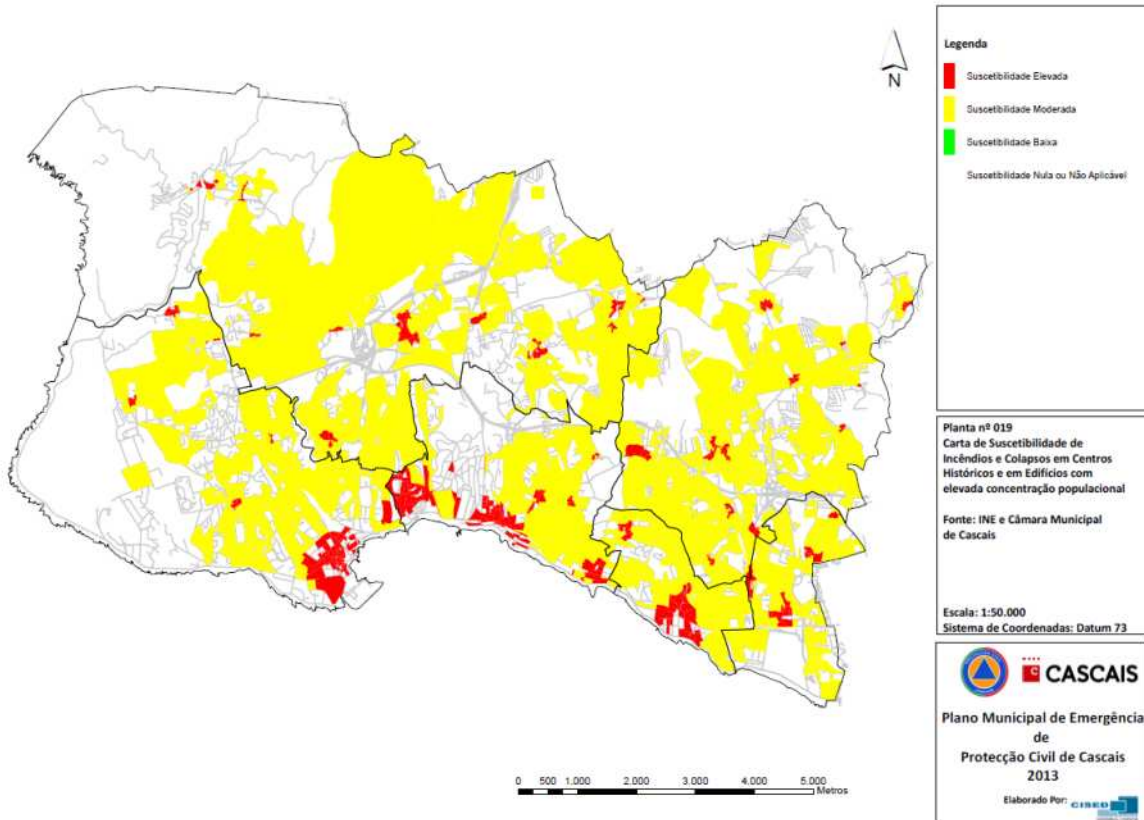 N
Legenda
Suscetibilidade Elevada
Suscetibilidade Moderada
Suscetibilidade Baixa
Suscetibilidade Nula ou Não Aplicável
Planta nº 019
Carta de Suscetibilidade de
Incêndios e Colapsos em Centros
Históricos e em Edifícios com
elevada concentração populacional
Fonte: INE e Câmara Municipal
de Cascais
Escala: 1:50.000
Sistema de Coordenadas: Datum 73
CASCAIS
Plano Municipal de Emergência
de
Protecção Civil de Cascais
2013
Elaborado Por: CISED
0 500 1.000 2.000 3.000 4.000 5.000
Metros